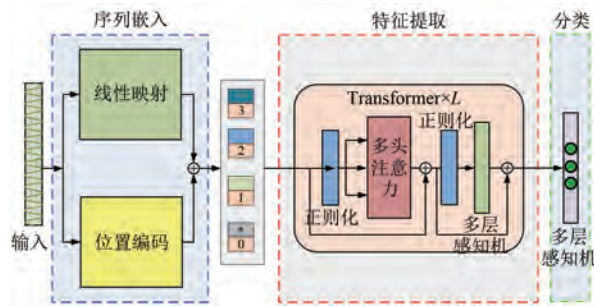 序列嵌入
特征提取
分类
线性映射
位置编码
输入
3
2
1
*
0
Transformer×L
正则化
多头
注意
力
正则化
多层
感知机
多层
感知机